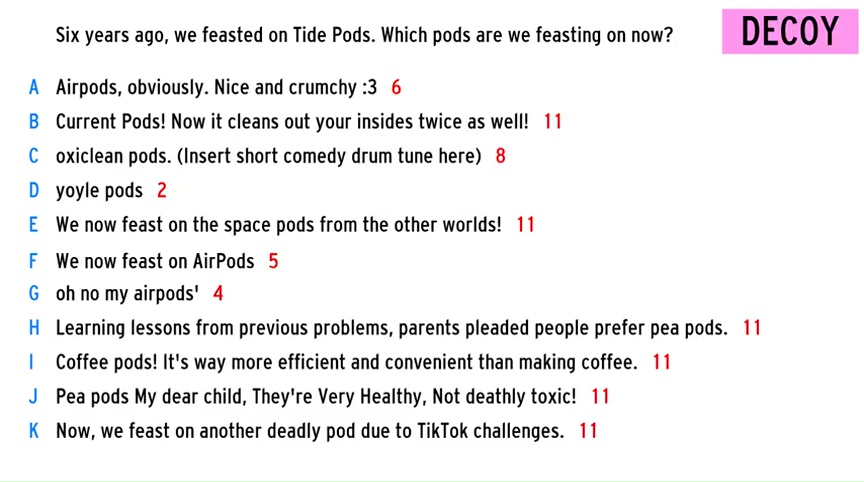 Six years ago, we feasted on Tide Pods. Which pods are we feasting on now?
DECOY
A Airpods, obviously. Nice and crumchy :3 6
B Current Pods! Now it cleans out your insides twice as well! 11
C oxiclean pods. (Insert short comedy drum tune here) 8
D yoyle pods 2
E We now feast on the space pods from the other worlds! 11
F We now feast on AirPods 5
G oh no my airpods' 4
H Learning lessons from previous problems, parents pleaded people prefer pea pods. 11
I Coffee pods! It's way more efficient and convenient than making coffee. 11
J Pea pods My dear child, They're Very Healthy, Not deathly toxic! 11
K Now, we feast on another deadly pod due to TikTok challenges. 11